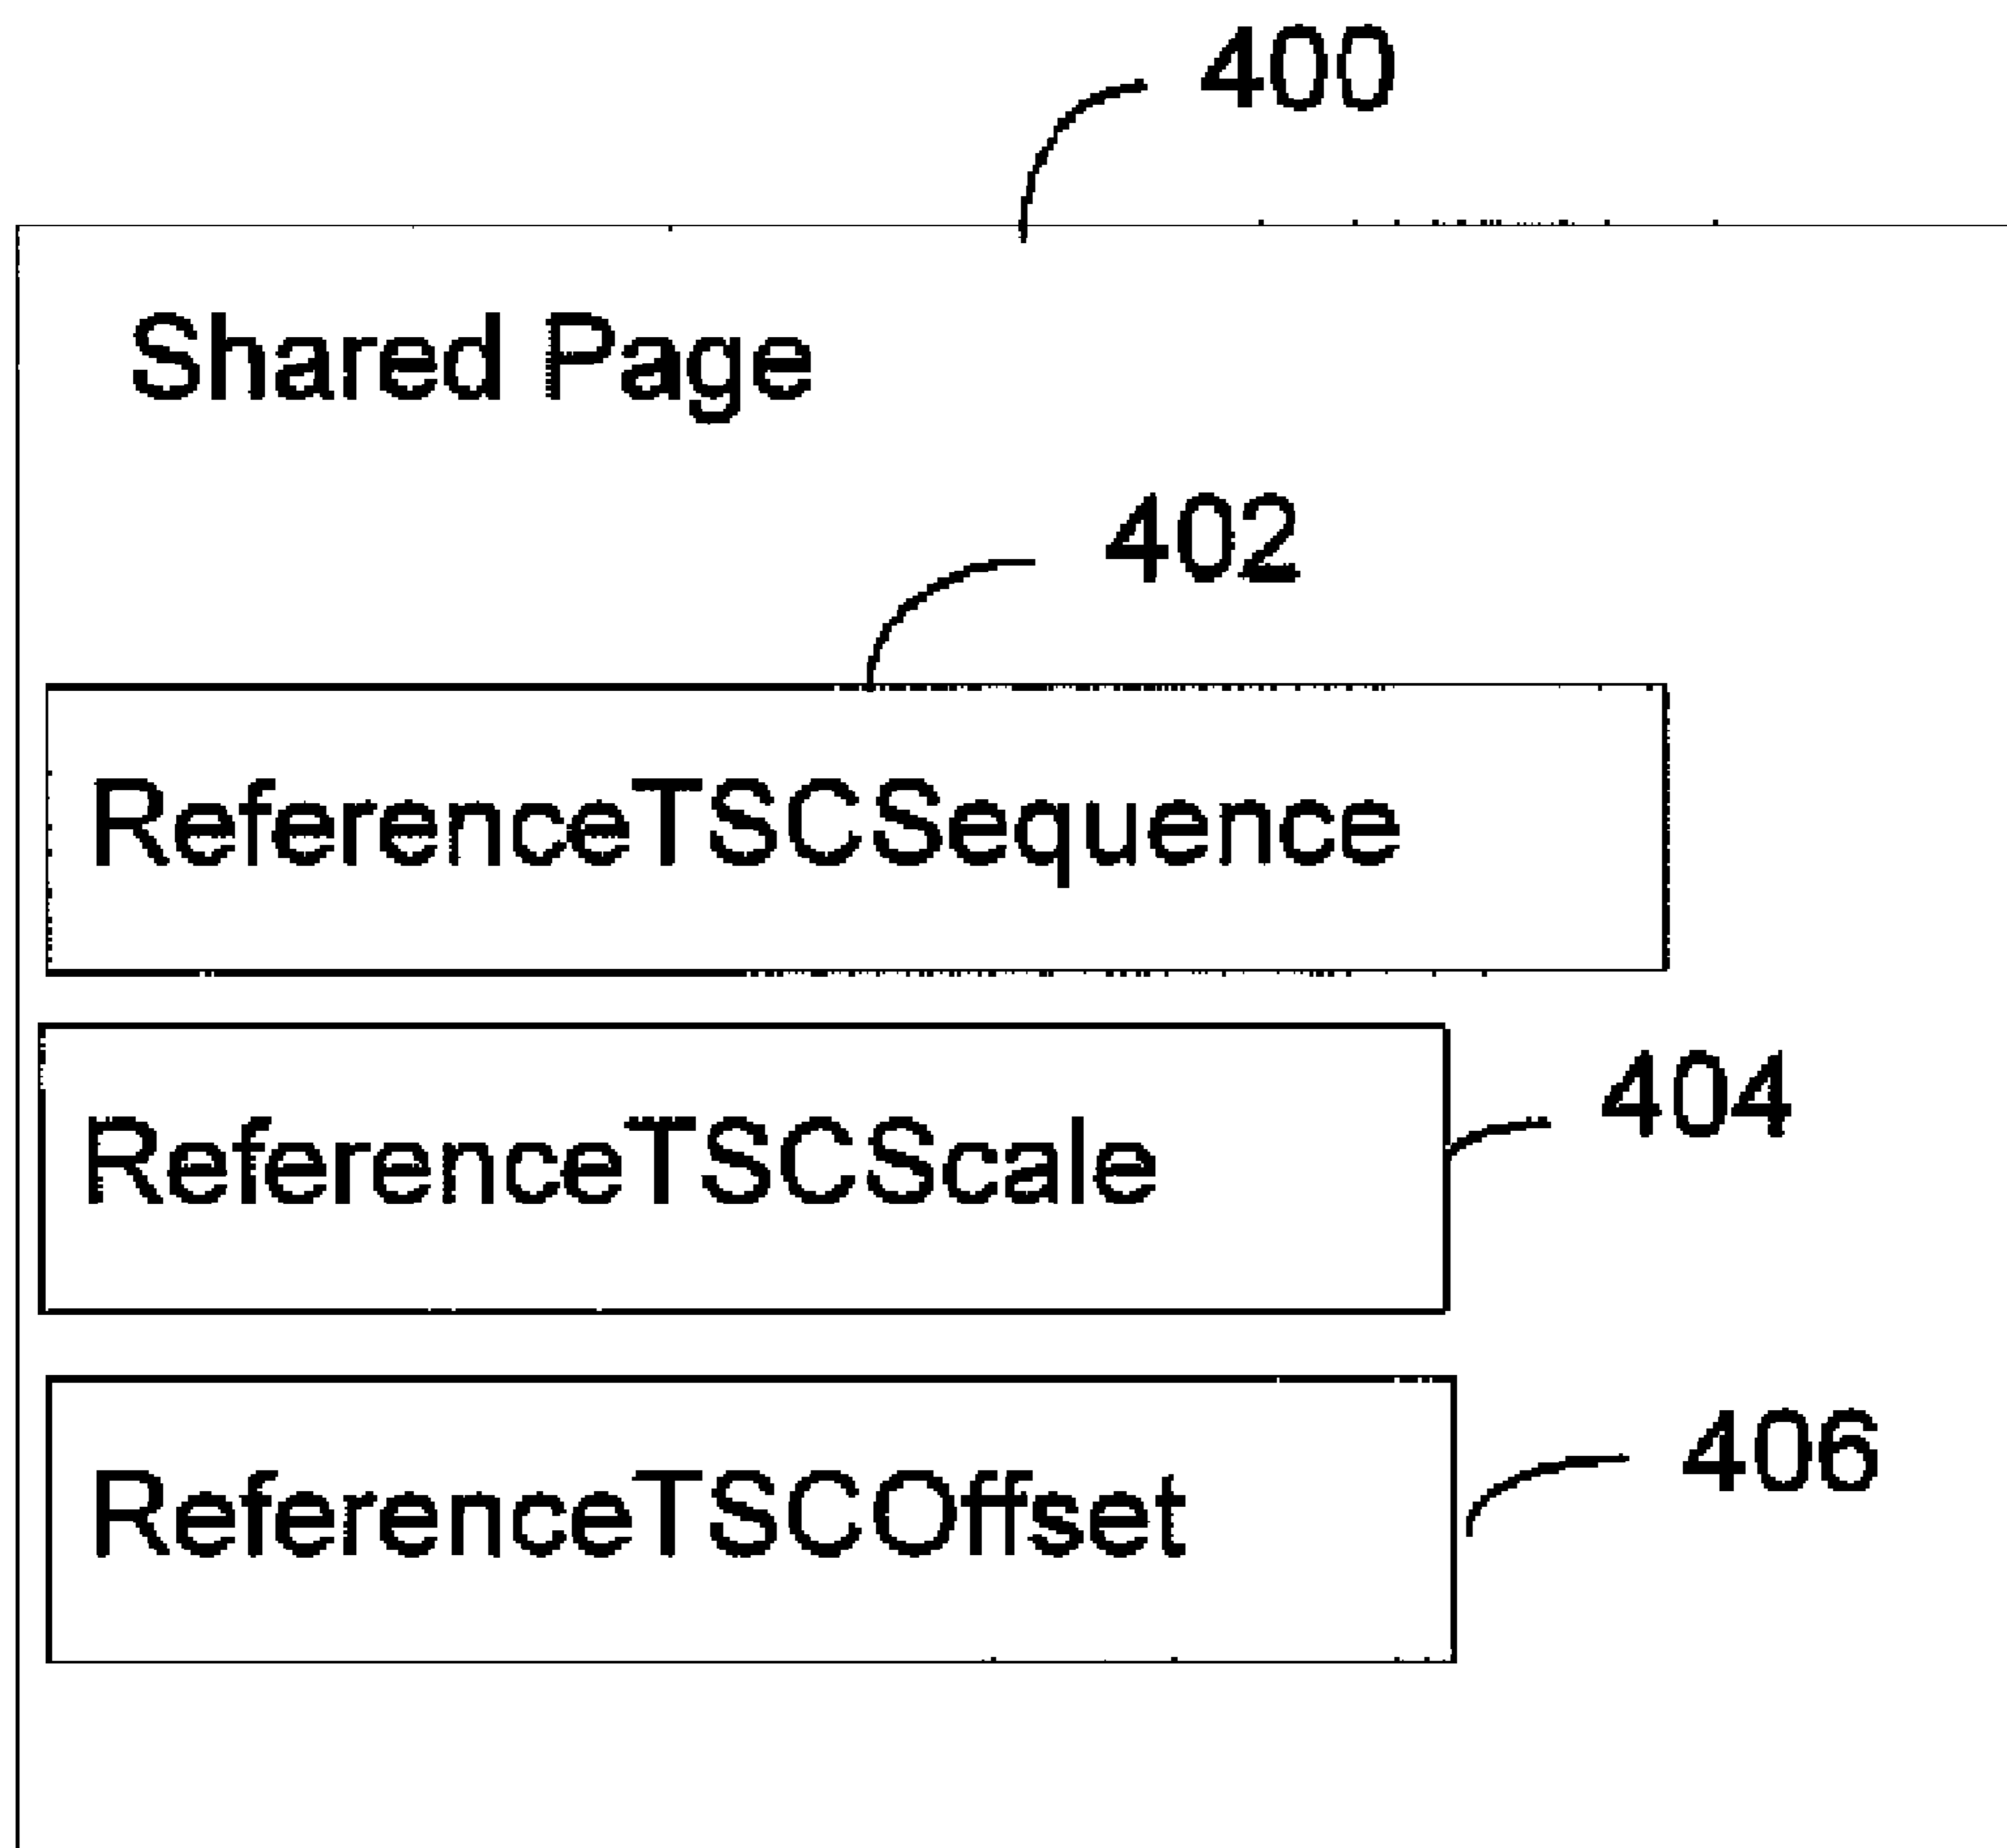 400
Shared Page
402
ReferenceTSCSequence
ReferenceTSCScale
404
ReferenceTSCOffset
406